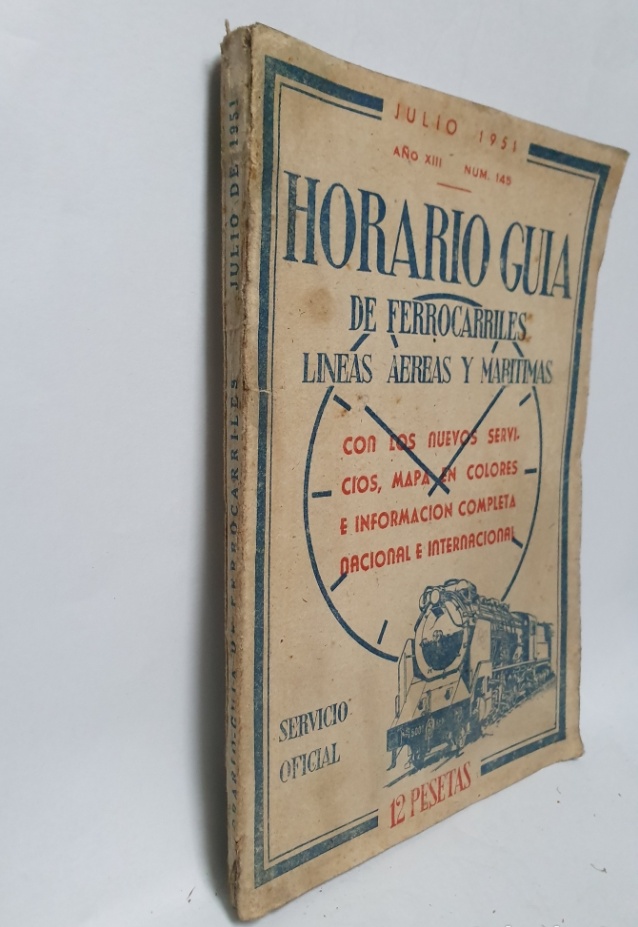 JULIO 1951
AÑO XIII NUM. 145
HORARIO GUIA
DE FERROCARRILES
LINEAS AEREAS Y MARITIMAS
CON LOS NUEVOS SERVI-
CIOS, MAPA EN COLORES
E INFORMACION COMPLETA
NACIONAL E INTERNACIONAL
SERVICIO
OFICIAL
12 PESETAS
GUIA DE FERROCARRILES JULIO DE 1951